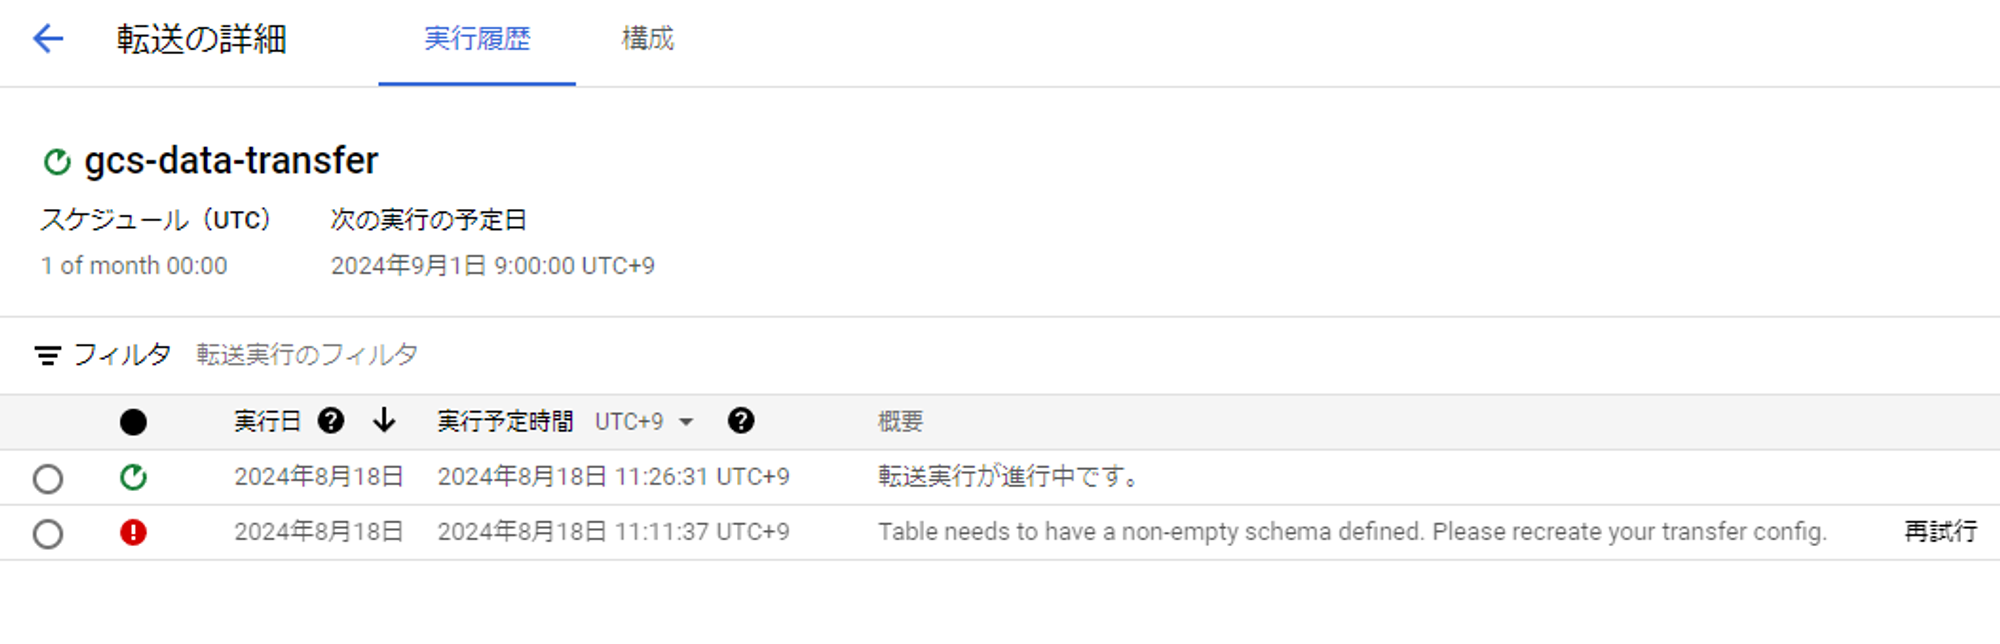 転送の詳細 実行履歴 構成
gcs-data-transfer
スケジュール（UTC） 次の実行の予定日
1 of month 00:00 2024年9月1日 9:00:00 UTC+9
フィルタ 転送実行のフィルタ
実行日 実行予定時間 UTC+9 概要
2024年8月18日 2024年8月18日 11:26:31 UTC+9 転送実行が進行中です。
2024年8月18日 2024年8月18日 11:11:37 UTC+9 Table needs to have a non-empty schema defined. Please recreate your transfer config. 再試行